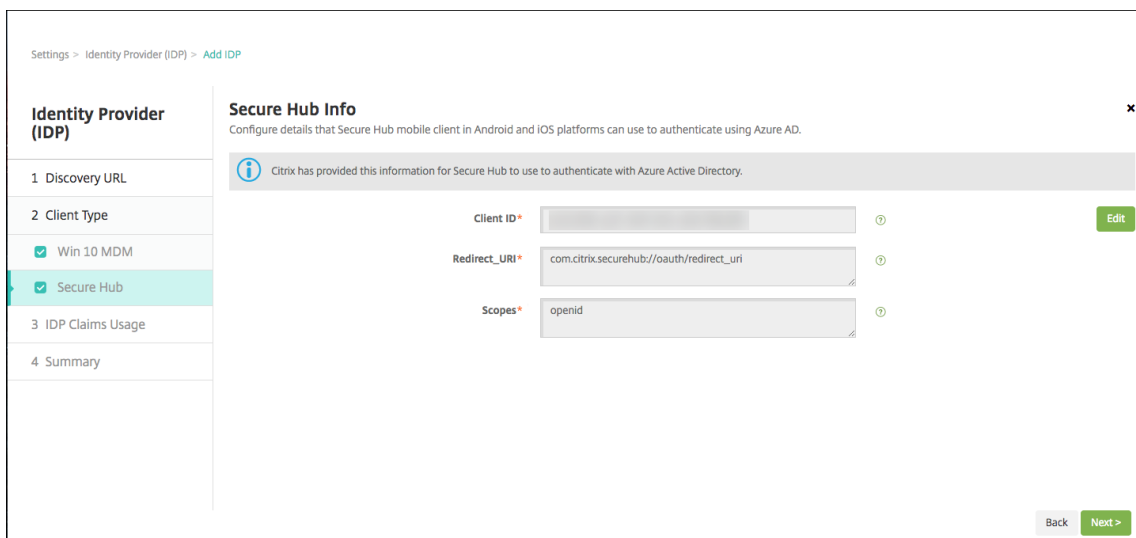 Settings > Identity Provider (IDP) > Add IDP
Identity Provider
(IDP)
1 Discovery URL
2 Client Type
Win 10 MDM
Secure Hub
3 IDP Claims Usage
4 Summary
Secure Hub Info
Configure details that Secure Hub mobile client in Android and iOS platforms can use to authenticate using Azure AD.
Citrix has provided this information for Secure Hub to use to authenticate with Azure Active Directory.
Client ID*
Edit
Redirect_URI* com.citrix.securehub://oauth/redirect_uri
Scopes* openid
Back Next >